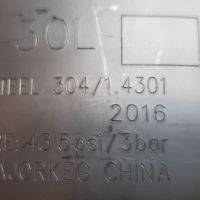 30L
TEEL 304/1.4301
2016
RE: 43.5psi/3bar
WORKEG CHINA